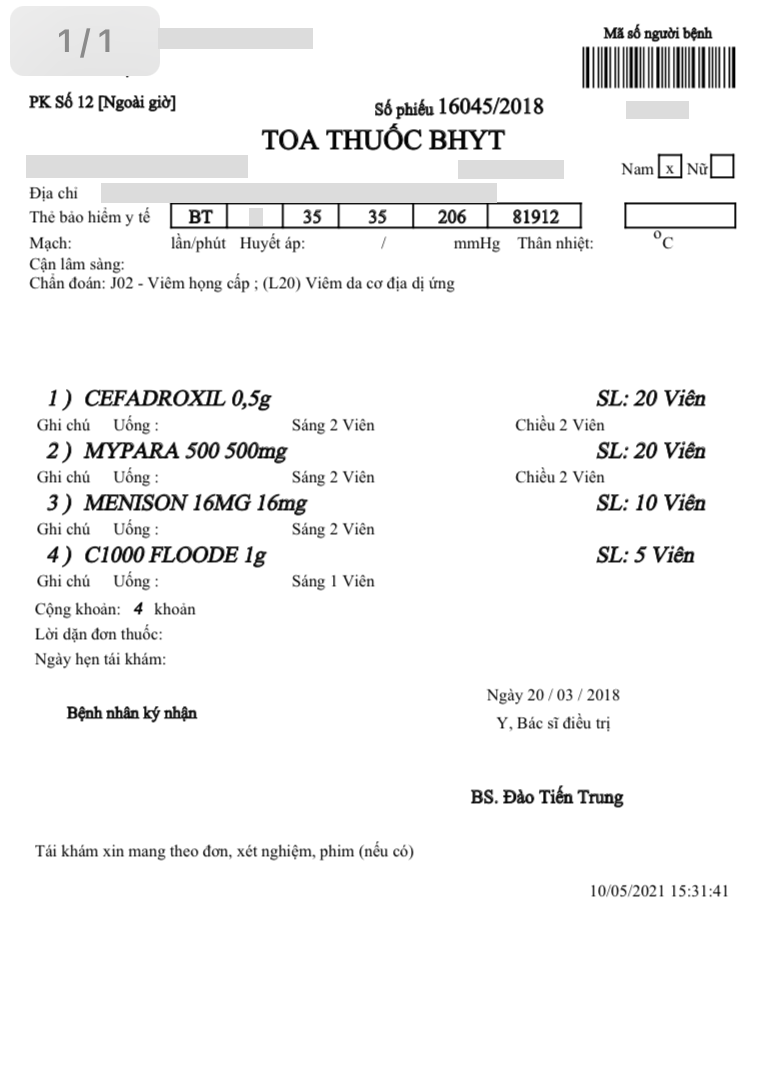 1/1
Mã số người bệnh
PK Số 12 [Ngoài giờ]
Số phiếu 16045/2018
TOA THUỐC BHYT
Nam x Nữ
Địa chỉ
Thẻ bảo hiểm y tế BT 35 35 206 81912
Mạch: lần/phút Huyết áp: / mmHg Thân nhiệt: °C
Cận lâm sàng:
Chẩn đoán: J02 - Viêm họng cấp ; (L20) Viêm da cơ địa dị ứng
1 ) CEFADROXIL 0,5g SL: 20 Viên
Ghi chú Uống : Sáng 2 Viên Chiều 2 Viên
2 ) MYPARA 500 500mg SL: 20 Viên
Ghi chú Uống : Sáng 2 Viên Chiều 2 Viên
3 ) MENISON 16MG 16mg SL: 10 Viên
Ghi chú Uống : Sáng 2 Viên
4 ) C1000 FLOODE 1g SL: 5 Viên
Ghi chú Uống : Sáng 1 Viên
Cộng khoản: 4 khoản
Lời dặn đơn thuốc:
Ngày hẹn tái khám:
Ngày 20 / 03 / 2018
Bệnh nhân ký nhận
Y, Bác sĩ điều trị
BS. Đào Tiến Trung
Tái khám xin mang theo đơn, xét nghiệm, phim (nếu có)
10/05/2021 15:31:41